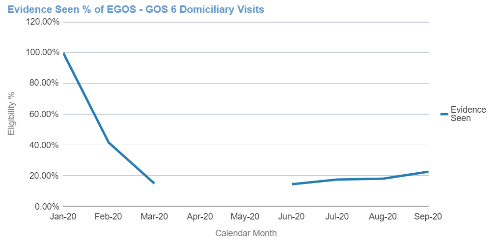 Evidence Seen % of EGOS - GOS 6 Domiciliary Visits
120.00%
100.00%
80.00%
60.00%
40.00%
20.00%
0.00%
Eligibility %
Jan-20 Feb-20 Mar-20 Apr-20 May-20 Jun-20 Jul-20 Aug-20 Sep-20
Calendar Month
Evidence
Seen